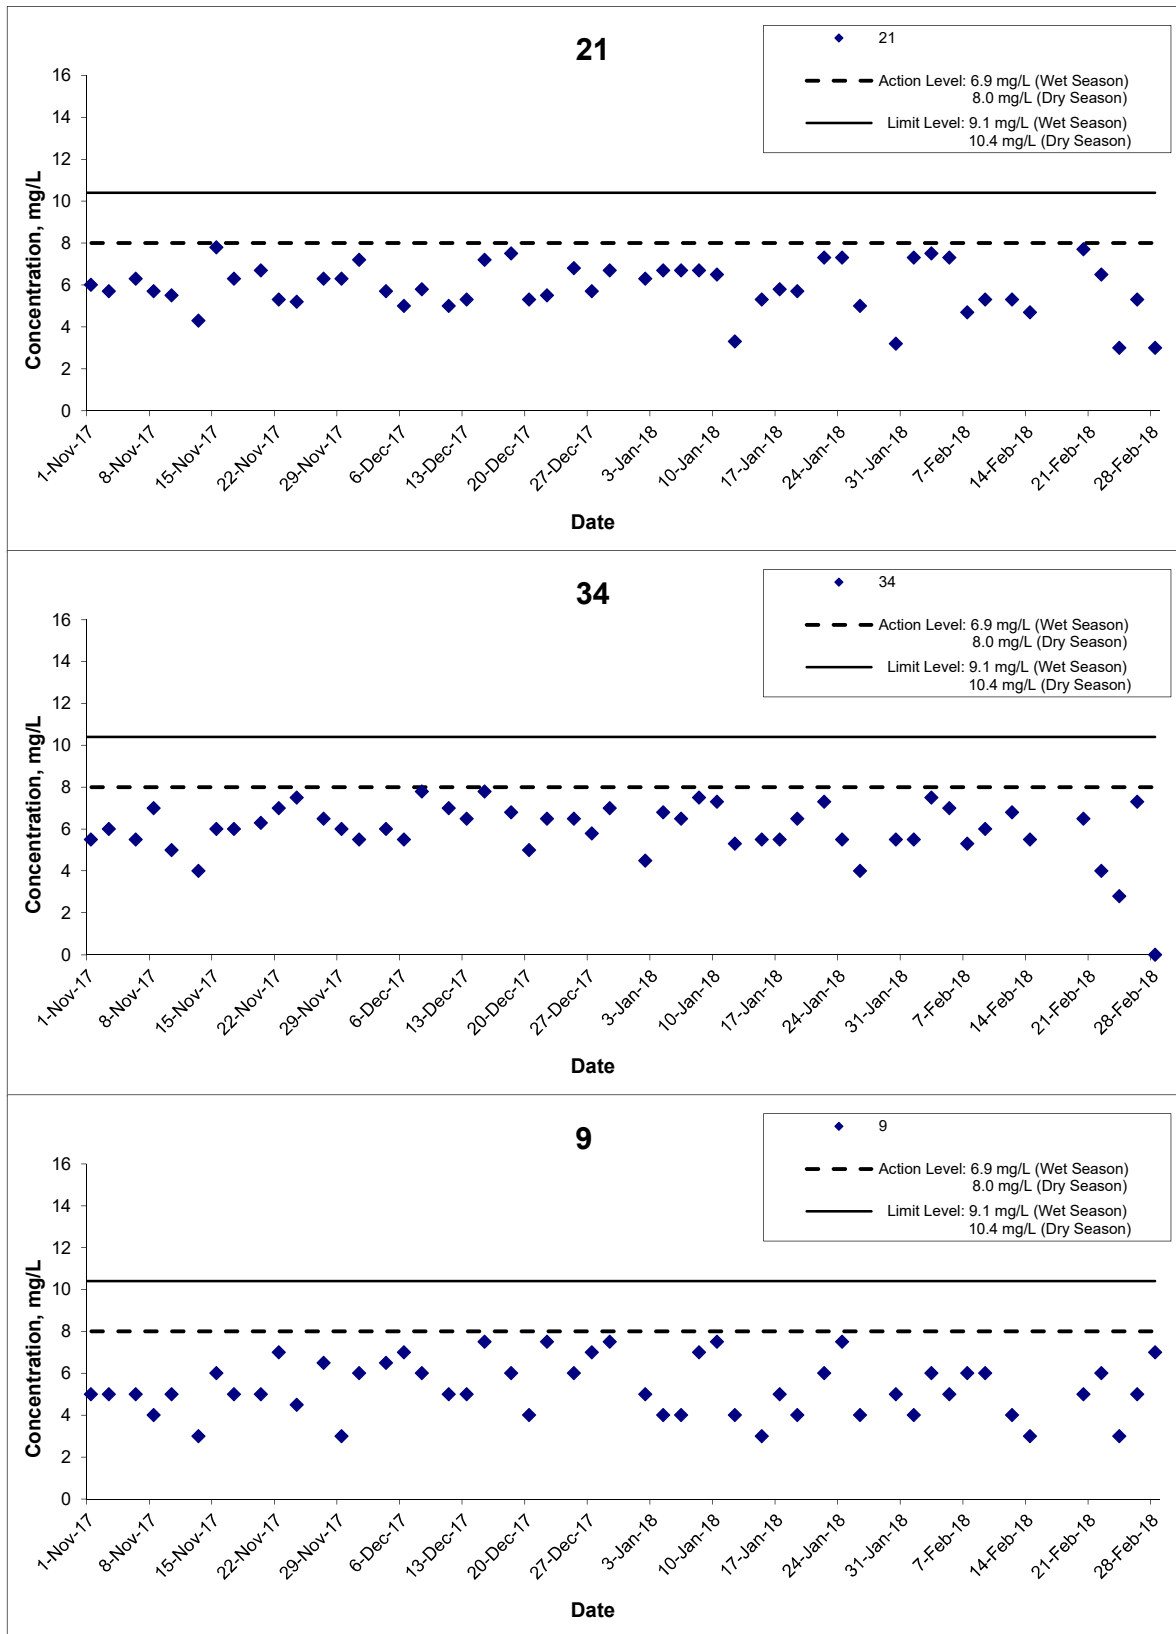 21
21
Action Level: 6.9 mg/L (Wet Season)
8.0 mg/L (Dry Season)
Limit Level: 9.1 mg/L (Wet Season)
10.4 mg/L (Dry Season)
Concentration, mg/L
16
14
12
10
8
6
4
2
0
1-Nov-17
8-Nov-17
15-Nov-17
22-Nov-17
29-Nov-17
6-Dec-17
13-Dec-17
20-Dec-17
27-Dec-17
3-Jan-18
10-Jan-18
17-Jan-18
24-Jan-18
31-Jan-18
7-Feb-18
14-Feb-18
21-Feb-18
28-Feb-18
Date
34
34
Action Level: 6.9 mg/L (Wet Season)
8.0 mg/L (Dry Season)
Limit Level: 9.1 mg/L (Wet Season)
10.4 mg/L (Dry Season)
Concentration, mg/L
16
14
12
10
8
6
4
2
0
1-Nov-17
8-Nov-17
15-Nov-17
22-Nov-17
29-Nov-17
6-Dec-17
13-Dec-17
20-Dec-17
27-Dec-17
3-Jan-18
10-Jan-18
17-Jan-18
24-Jan-18
31-Jan-18
7-Feb-18
14-Feb-18
21-Feb-18
28-Feb-18
Date
9
9
Action Level: 6.9 mg/L (Wet Season)
8.0 mg/L (Dry Season)
Limit Level: 9.1 mg/L (Wet Season)
10.4 mg/L (Dry Season)
Concentration, mg/L
16
14
12
10
8
6
4
2
0
1-Nov-17
8-Nov-17
15-Nov-17
22-Nov-17
29-Nov-17
6-Dec-17
13-Dec-17
20-Dec-17
27-Dec-17
3-Jan-18
10-Jan-18
17-Jan-18
24-Jan-18
31-Jan-18
7-Feb-18
14-Feb-18
21-Feb-18
28-Feb-18
Date